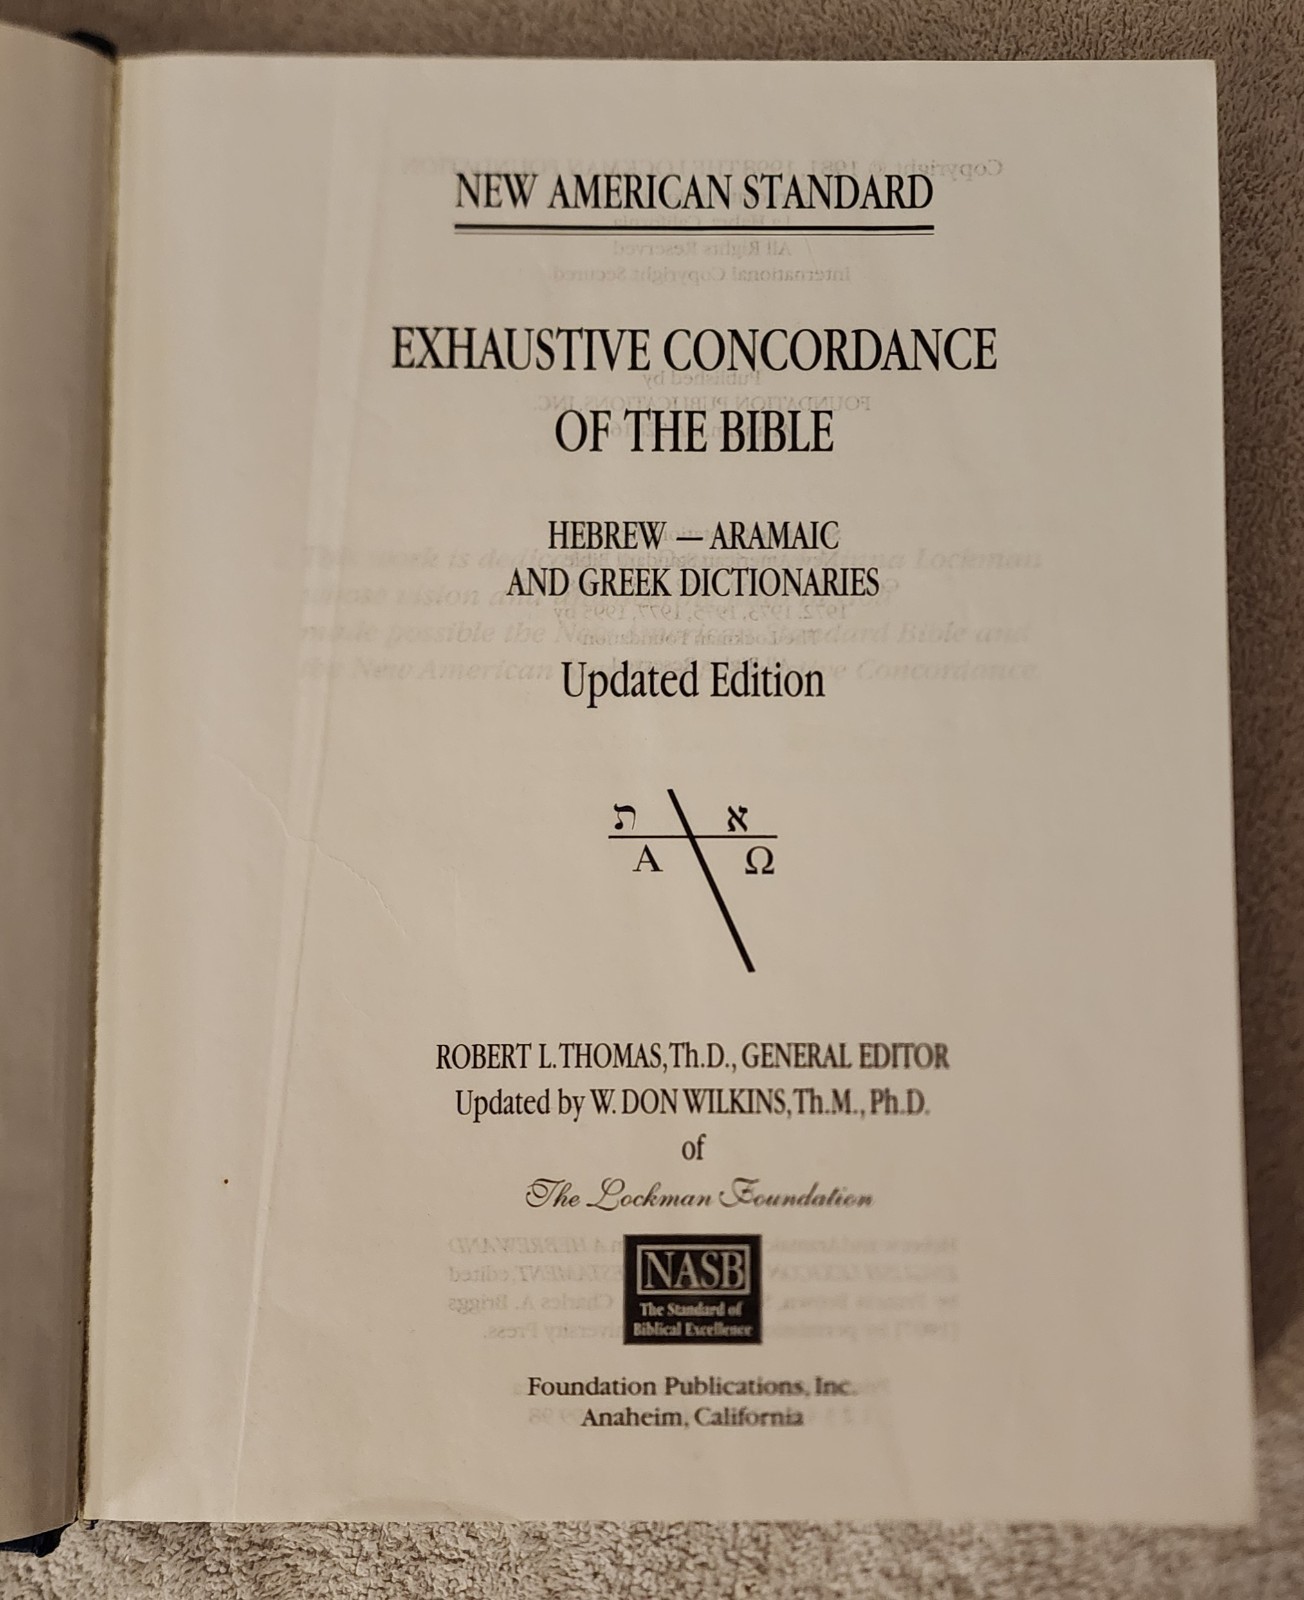 NEW AMERICAN STANDARD
EXHAUSTIVE CONCORDANCE
OF THE BIBLE
HEBREW — ARAMAIC
AND GREEK DICTIONARIES
Updated Edition
ת א
Α Ω
ROBERT L. THOMAS, Th.D., GENERAL EDITOR
Updated by W. DON WILKINS, Th.M., Ph.D.
of
The Lockman Foundation
NASB
The Standard of
Biblical Excellence
Foundation Publications, Inc.
Anaheim, California